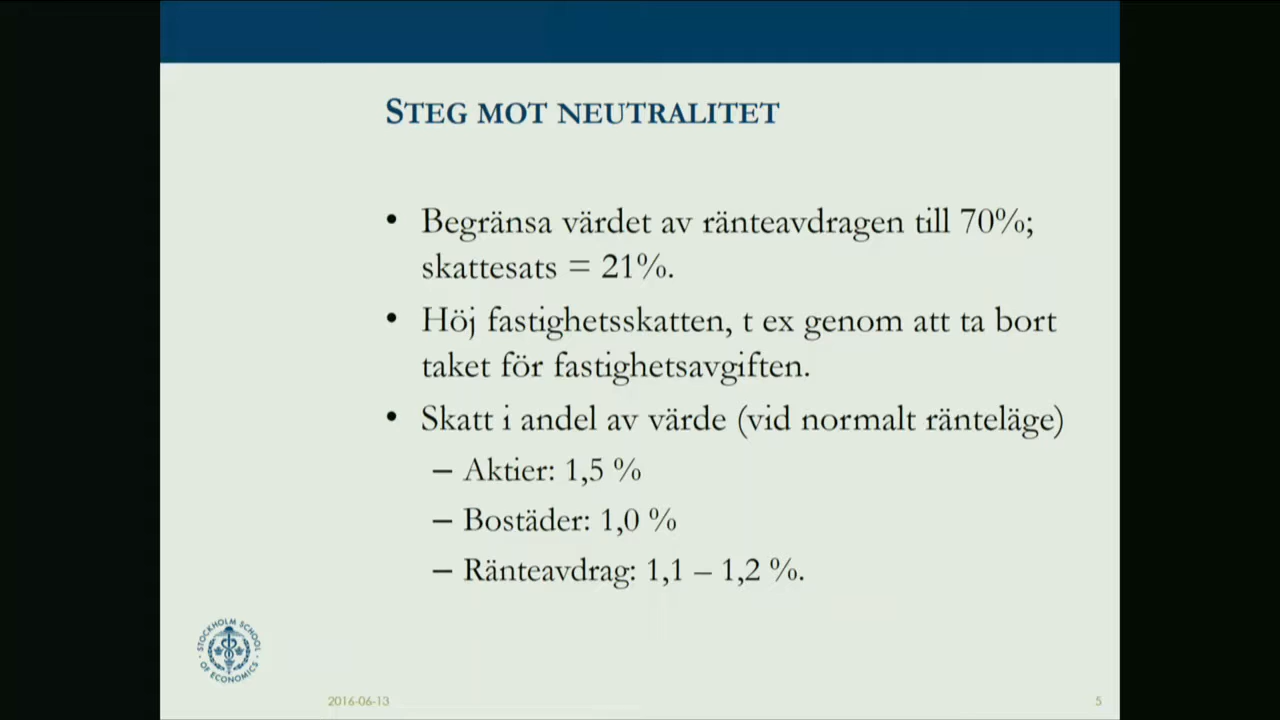 STEG MOT NEUTRALITET
• Begränsa värdet av ränteavdragen till 70%;
skattesats = 21%.
• Höj fastighetsskatten, t ex genom att ta bort
taket för fastighetsavgiften.
• Skatt i andel av värde (vid normalt ränteläge)
– Aktier: 1,5 %
– Bostäder: 1,0 %
– Ränteavdrag: 1,1 – 1,2 %.
STOCKHOLM SCHOOL
OF ECONOMICS
2016-06-13
5